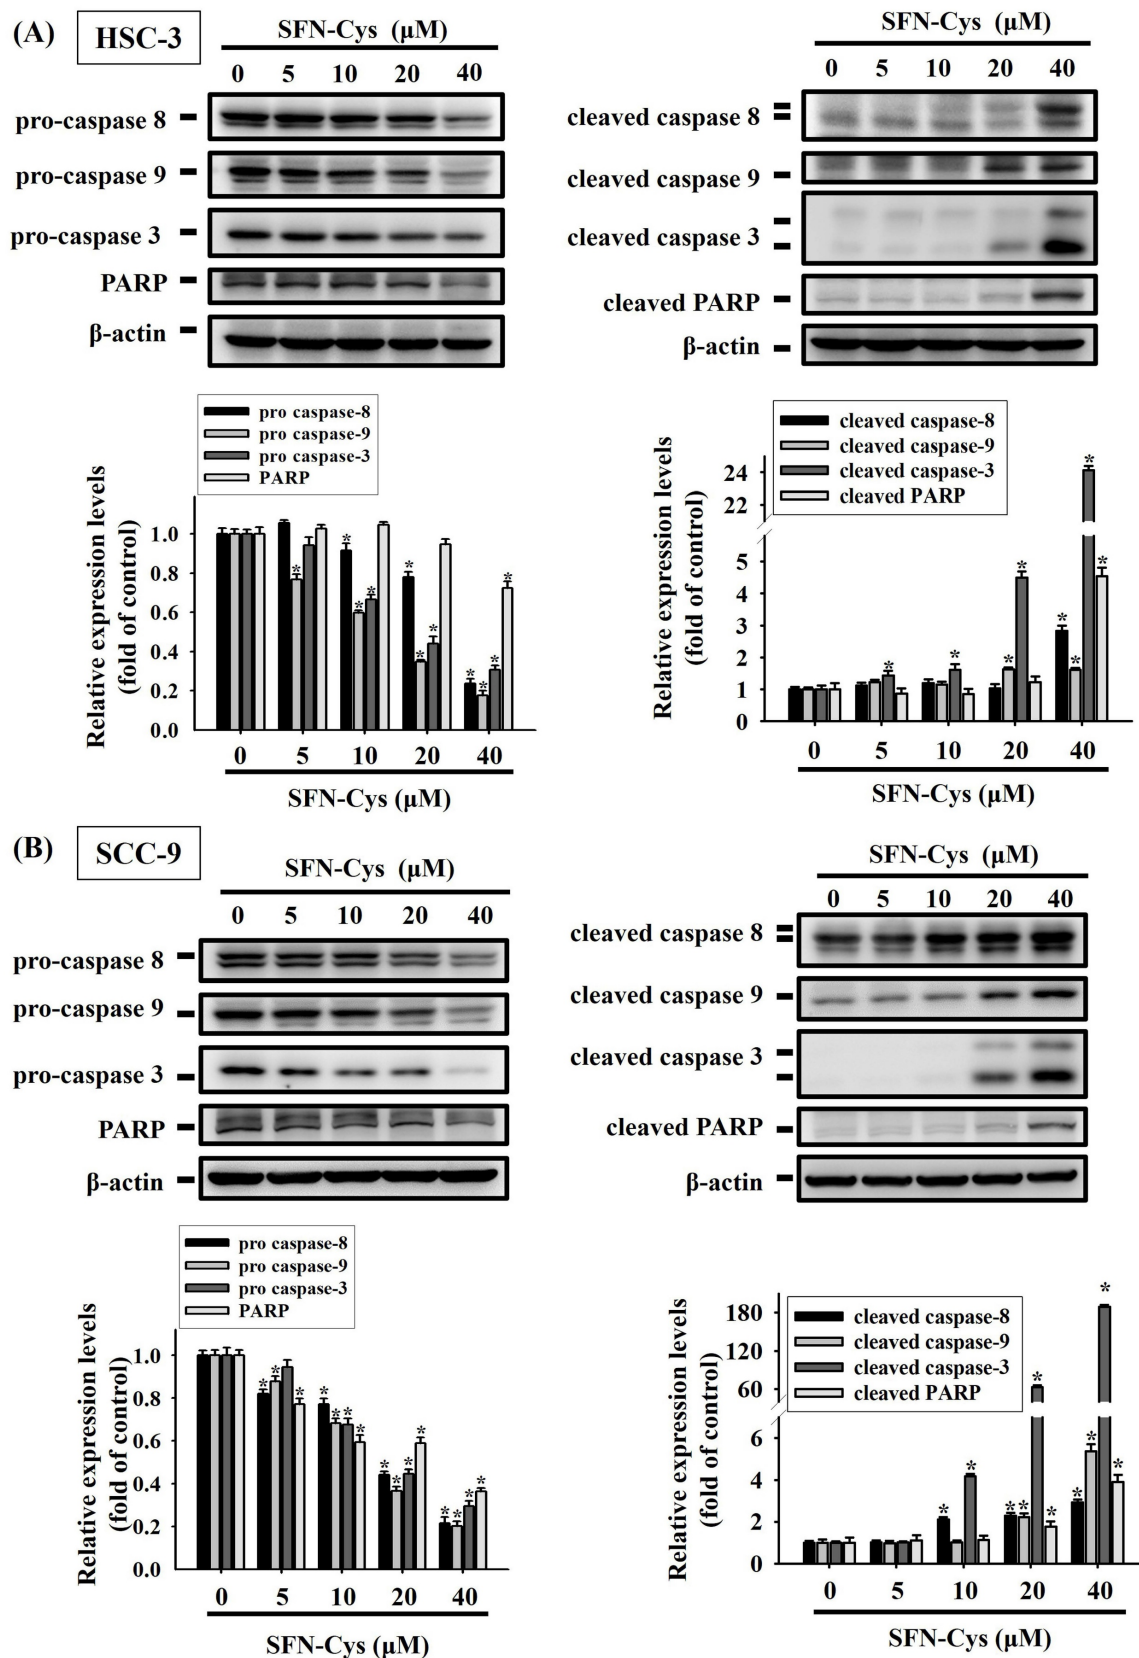 (A) HSC-3
SFN-Cys (μM)
0 5 10 20 40
pro-caspase 8
pro-caspase 9
pro-caspase 3
PARP
β-actin
SFN-Cys (μM)
0 5 10 20 40
cleaved caspase 8
cleaved caspase 9
cleaved caspase 3
cleaved PARP
β-actin
pro caspase-8
pro caspase-9
pro caspase-3
PARP
Relative expression levels
(fold of control)
1.0
0.8
0.6
0.4
0.2
0.0
* * * * * * * * * * * *
0 5 10 20 40
SFN-Cys (μM)
cleaved caspase-8
cleaved caspase-9
cleaved caspase-3
cleaved PARP
Relative expression levels
(fold of control)
24
22
5
4
3
2
1
0
* * * * * * * *
0 5 10 20 40
SFN-Cys (μM)
(B) SCC-9
SFN-Cys (μM)
0 5 10 20 40
pro-caspase 8
pro-caspase 9
pro-caspase 3
PARP
β-actin
SFN-Cys (μM)
0 5 10 20 40
cleaved caspase 8
cleaved caspase 9
cleaved caspase 3
cleaved PARP
β-actin
pro caspase-8
pro caspase-9
pro caspase-3
PARP
Relative expression levels
(fold of control)
1.0
0.8
0.6
0.4
0.2
0.0
* * * * * * * * * * * * * * *
0 5 10 20 40
SFN-Cys (μM)
cleaved caspase-8
cleaved caspase-9
cleaved caspase-3
cleaved PARP
Relative expression levels
(fold of control)
180
120
60
6
4
2
0
* * * * * * * * * *
0 5 10 20 40
SFN-Cys (μM)